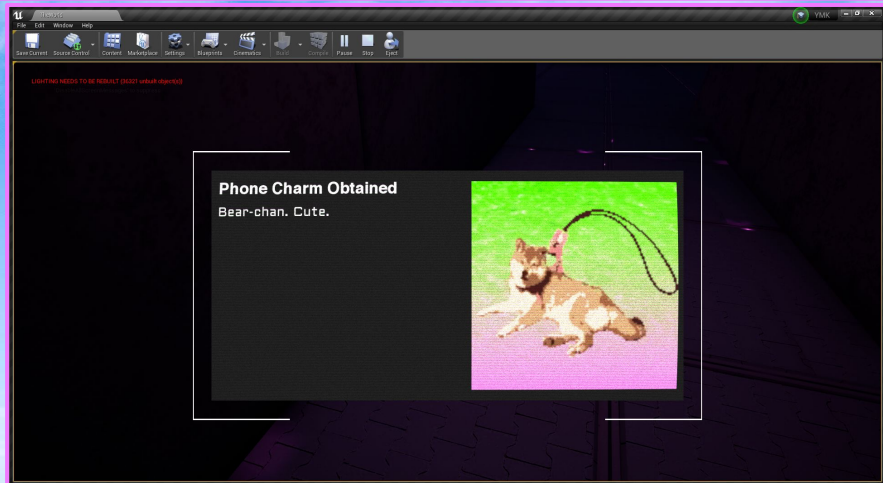 YMK
File Edit Window Help
Save Current Source Control Content Marketplace Settings Blueprints Cinematics Build Compile Pause Stop Eject
Phone Charm Obtained
Bear-chan. Cute.